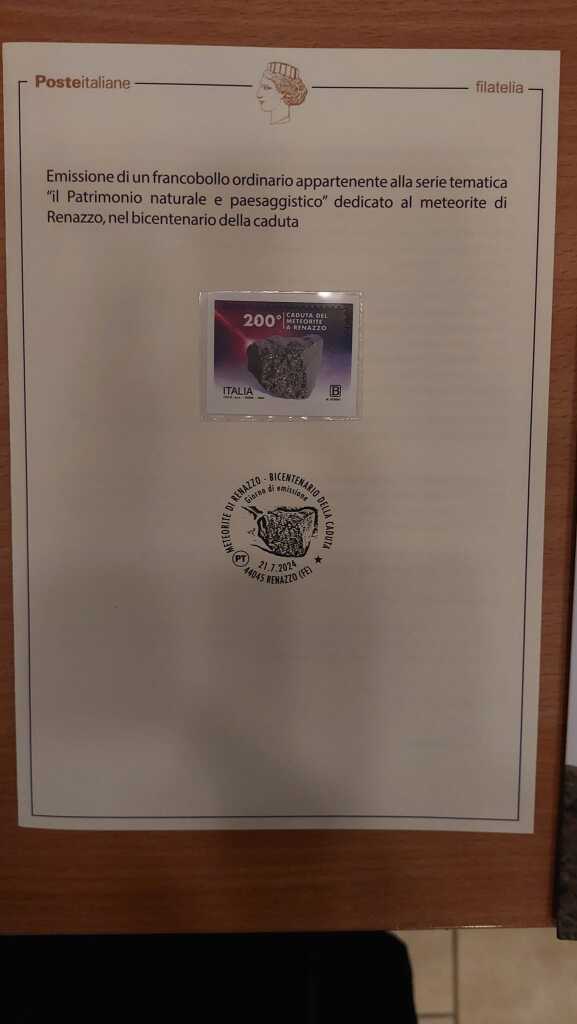 Posteitaliane
filatelia
Emissione di un francobollo ordinario appartenente alla serie tematica
"il Patrimonio naturale e paesaggistico" dedicato al meteorite di
Renazzo, nel bicentenario della caduta
200° CADUTA DEL
METEORITE
A RENAZZO
ITALIA
B
METEORITE DI RENAZZO - BICENTENARIO DELLA CADUTA
Giorno di emissione
PT
21.7.2024
44045 RENAZZO (FE)